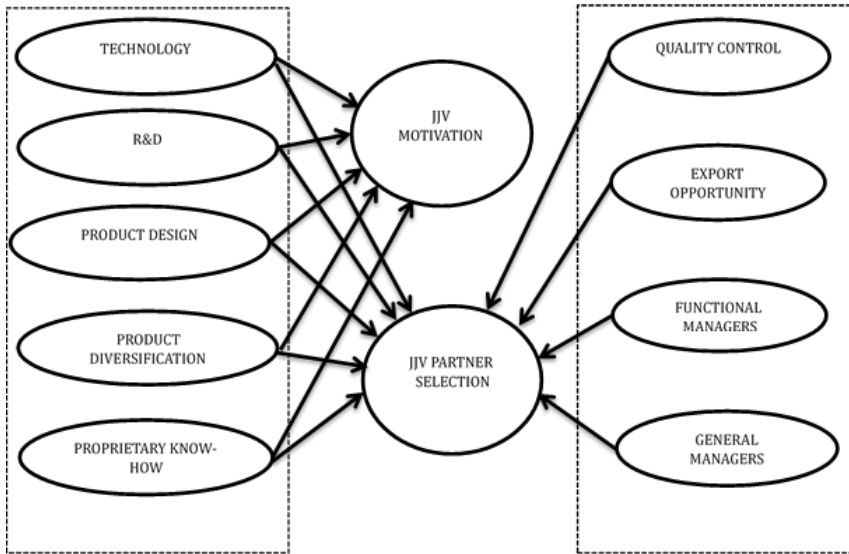 TECHNOLOGY
R&D
PRODUCT DESIGN
PRODUCT
DIVERSIFICATION
PROPRIETARY KNOW-
HOW
JJV
MOTIVATION
JJV PARTNER
SELECTION
QUALITY CONTROL
EXPORT
OPPORTUNITY
FUNCTIONAL
MANAGERS
GENERAL
MANAGERS